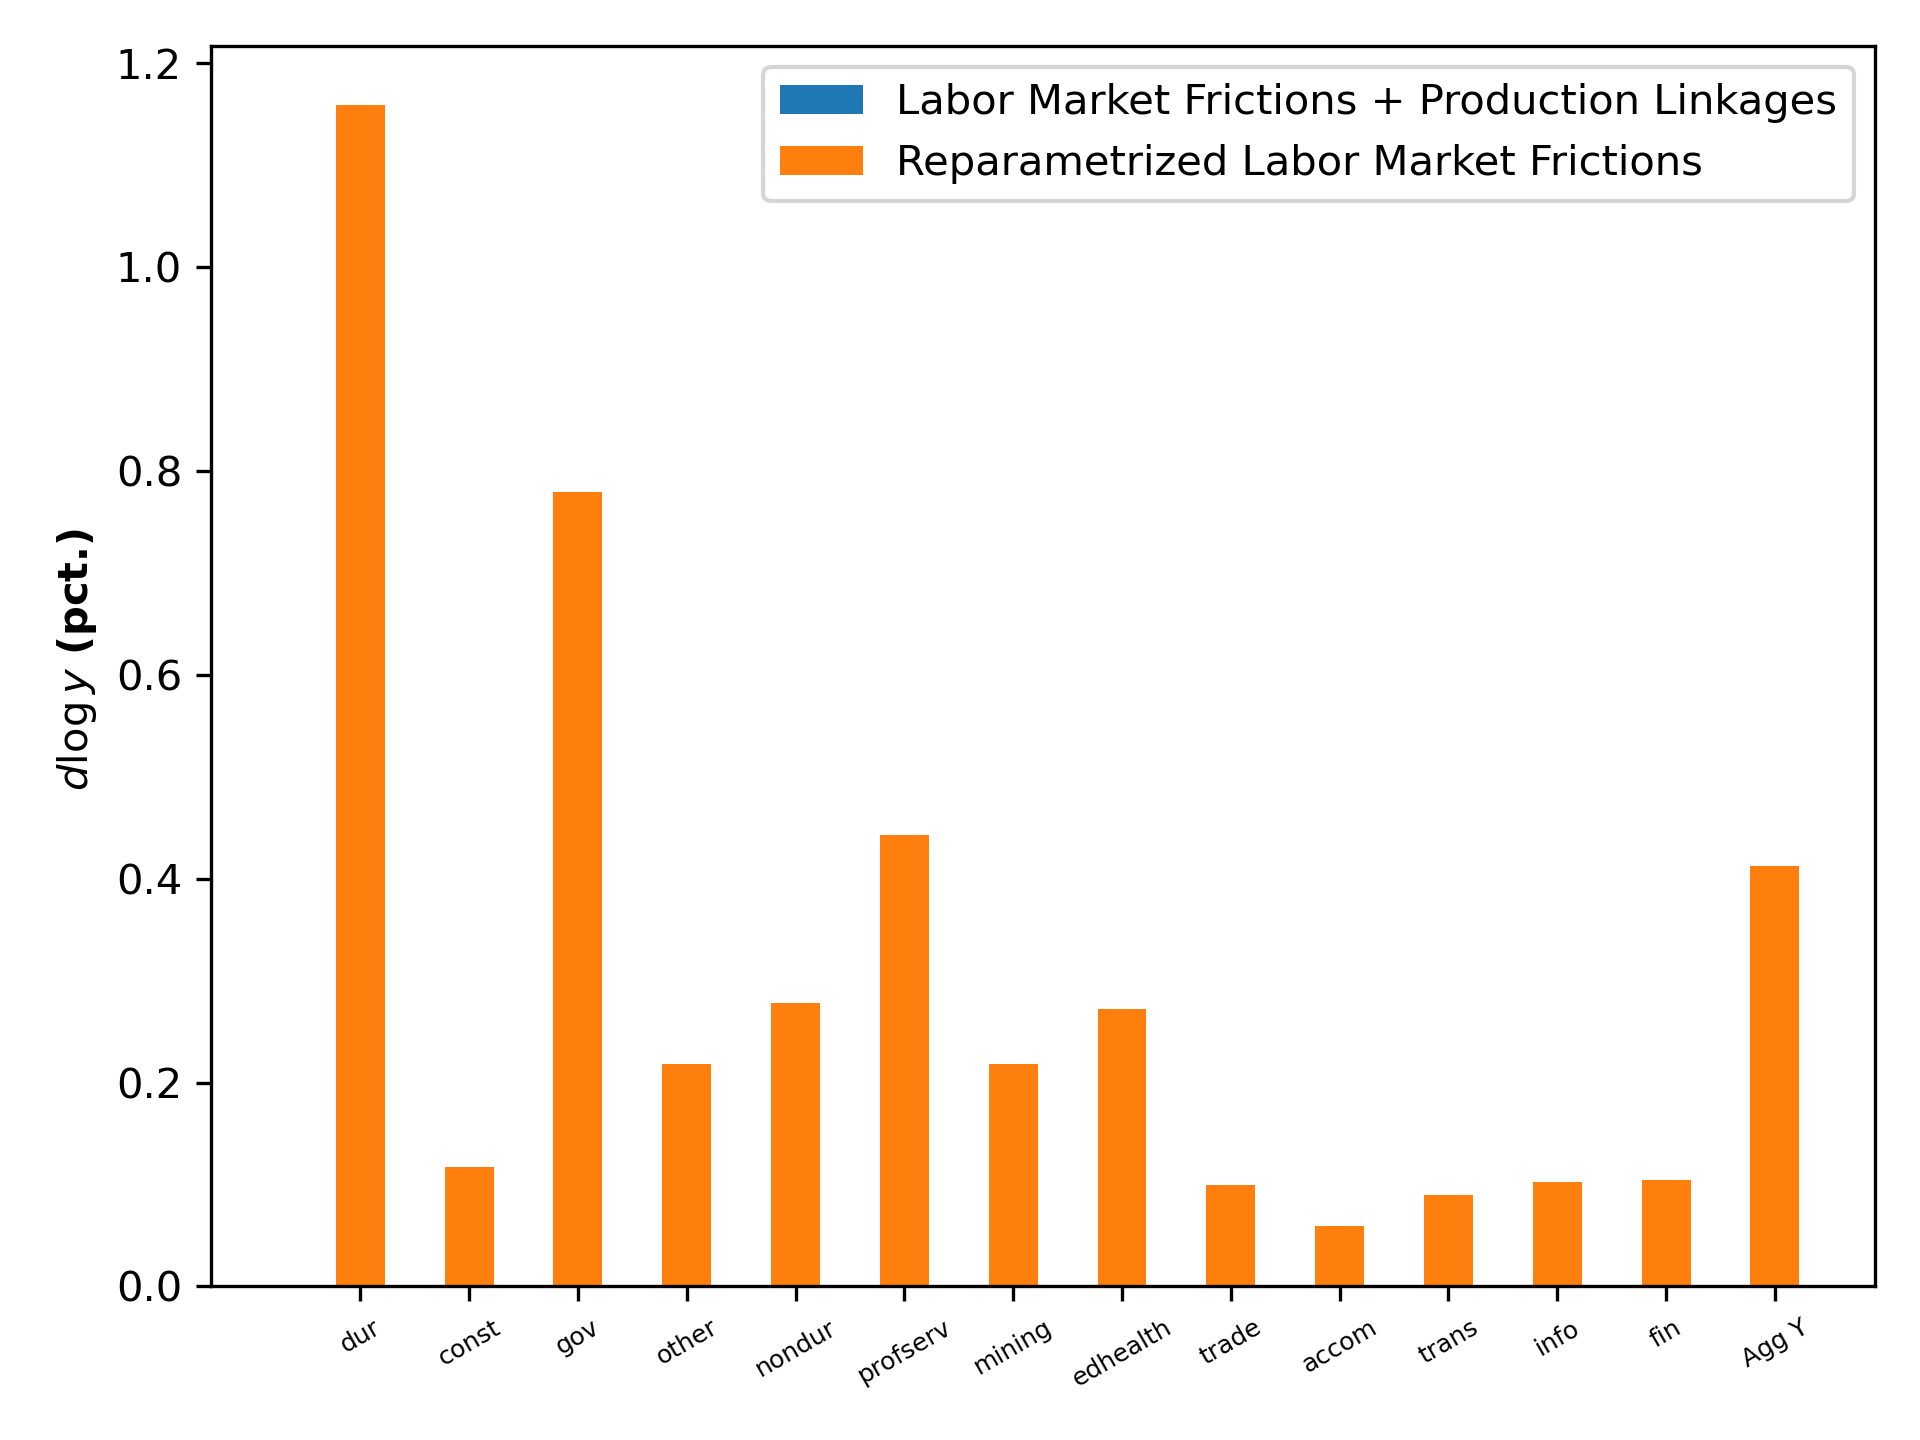 Labor Market Frictions + Production Linkages
Reparametrized Labor Market Frictions
1.2
1.0
0.8
0.6
0.4
0.2
0.0
dlog y (pct.)
dur const gov other nondur profserv mining edhealth trade accom trans info fin Agg Y